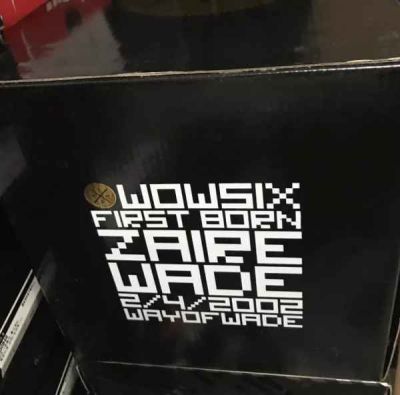 WOWSIX
FIRST BORN
ZAIRE
WADE
2/4/2002
WAYOFWADE